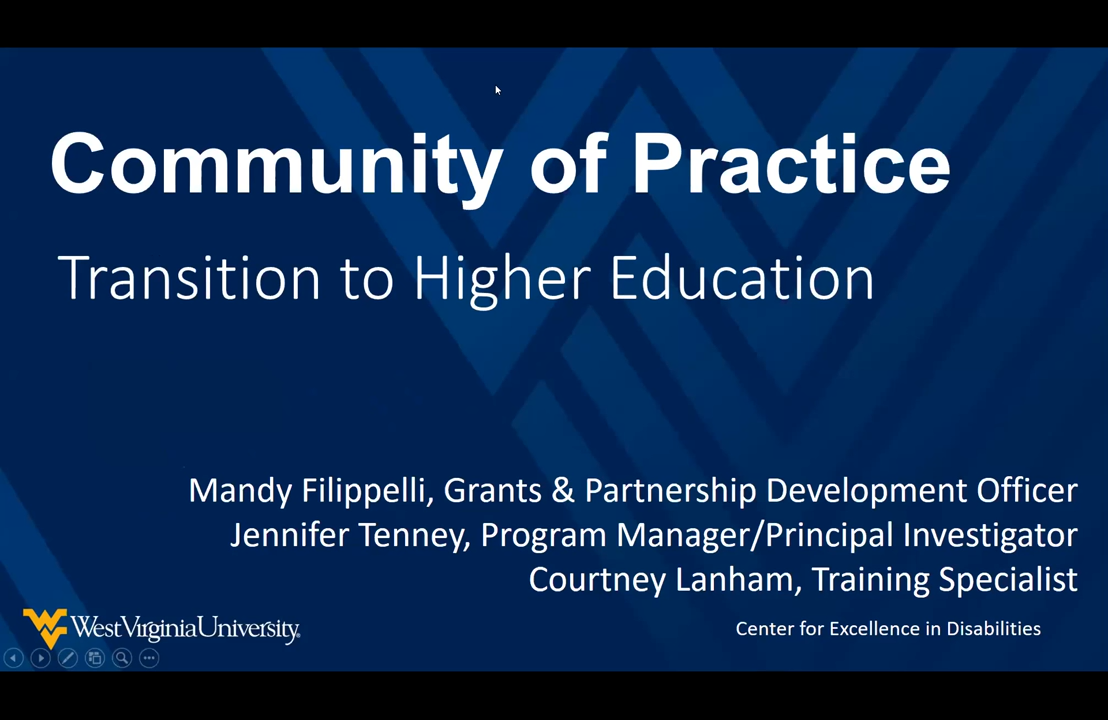 Community of Practice
Transition to Higher Education
Mandy Filippelli, Grants & Partnership Development Officer
Jennifer Tenney, Program Manager/Principal Investigator
Courtney Lanham, Training Specialist
WestVirginiaUniversity®
Center for Excellence in Disabilities